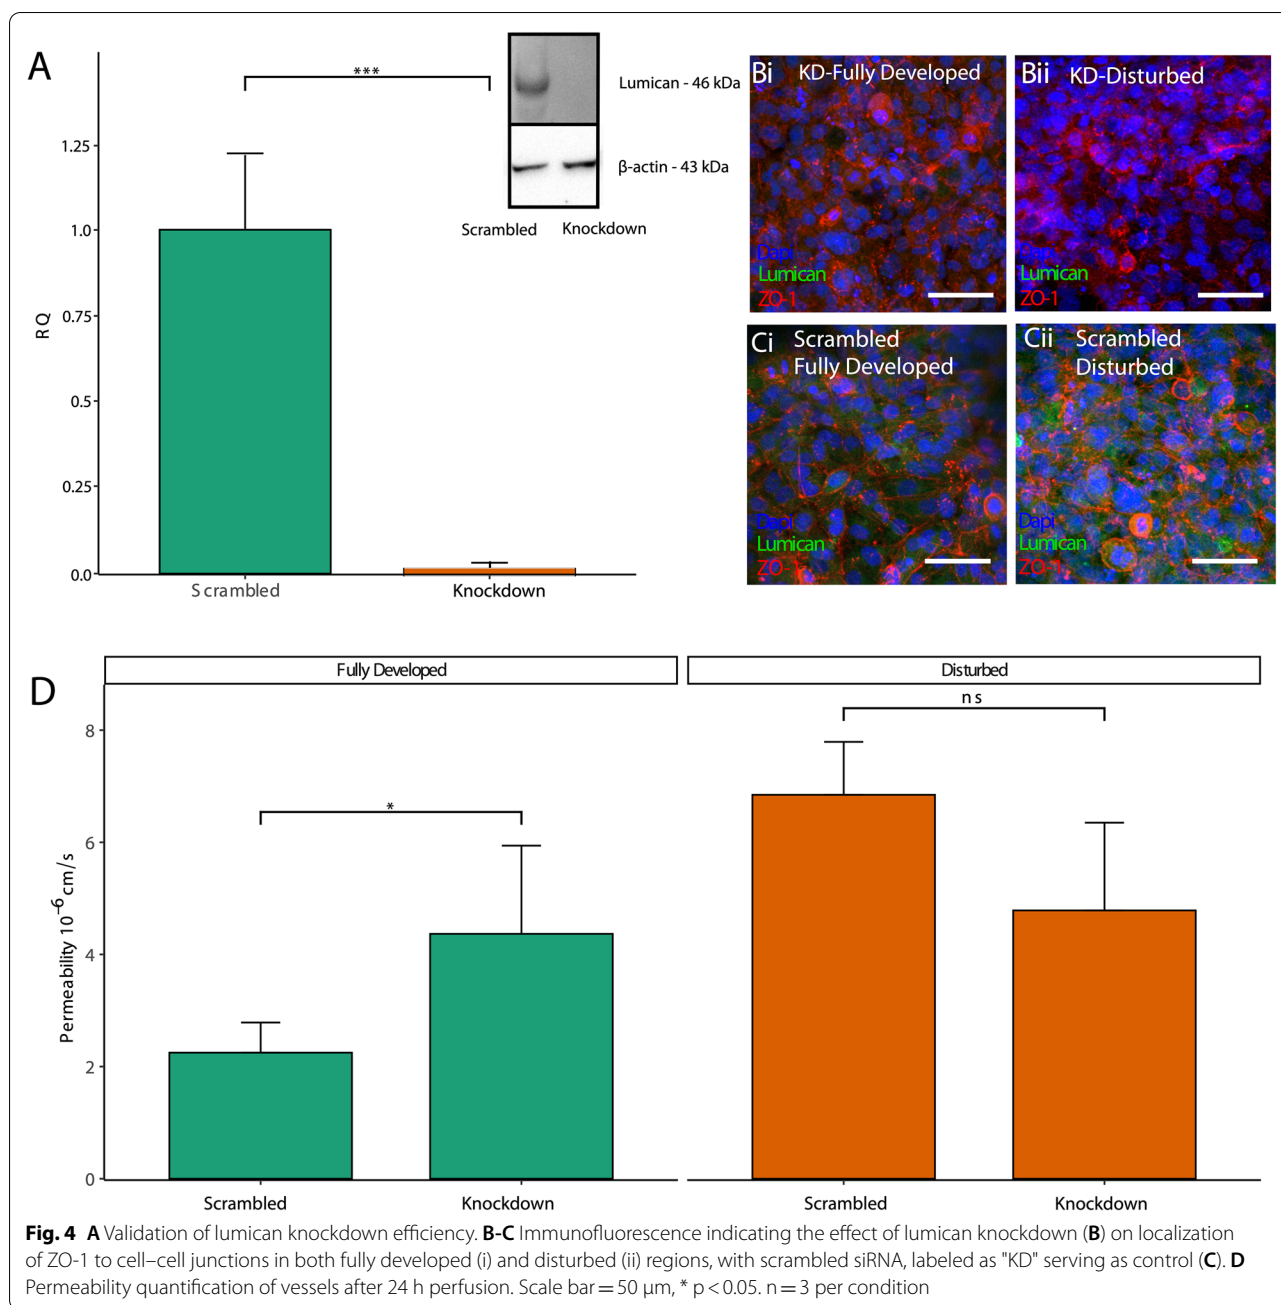 A
***
Lumican - 46 kDa
β-actin - 43 kDa
Scrambled Knockdown
1.25
1.0
0.75
0.5
0.25
0.0
RQ
Scrambled Knockdown
Bi KD-Fully Developed
Dapi
Lumican
ZO-1
Bii KD-Disturbed
Dapi
Lumican
ZO-1
Ci Scrambled
Fully Developed
Dapi
Lumican
ZO-1
Cii Scrambled
Disturbed
Dapi
Lumican
ZO-1
D
Fully Developed Disturbed
*
ns
8
6
4
2
0
Permeability 10⁻⁶ cm/s
Scrambled Knockdown Scrambled Knockdown
Fig. 4 A Validation of lumican knockdown efficiency. B-C Immunofluorescence indicating the effect of lumican knockdown (B) on localization
of ZO-1 to cell–cell junctions in both fully developed (i) and disturbed (ii) regions, with scrambled siRNA, labeled as "KD" serving as control (C). D
Permeability quantification of vessels after 24 h perfusion. Scale bar = 50 µm, * p < 0.05. n = 3 per condition